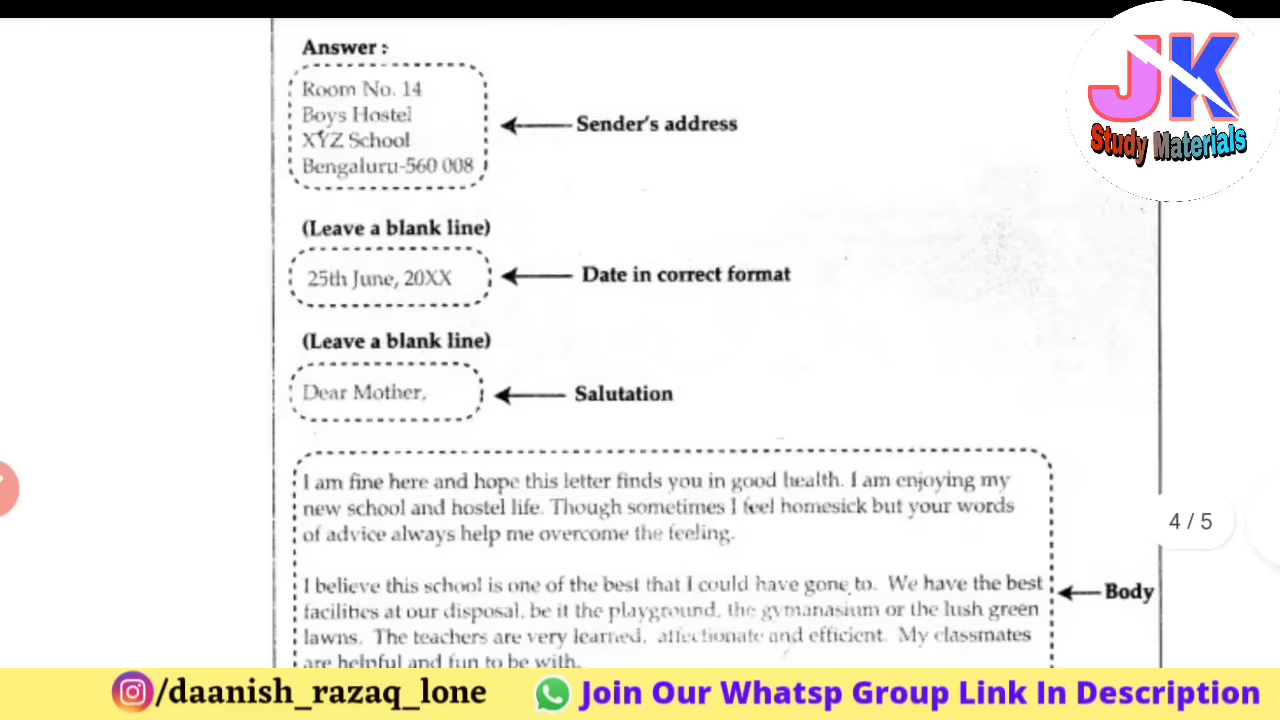 Answer :
Room No. 14
Boys Hostel
XYZ School
Bengaluru-560 008
Sender's address
(Leave a blank line)
25th June, 20XX
Date in correct format
(Leave a blank line)
Dear Mother,
Salutation
I am fine here and hope this letter finds you in good health. I am enjoying my
new school and hostel life. Though sometimes I feel homesick but your words
of advice always help me overcome the feeling.
I believe this school is one of the best that I could have gone to. We have the best
facilities at our disposal, be it the playground, the gymanasium or the lush green
lawns. The teachers are very learned, affectionate and efficient. My classmates
are helpful and fun to be with.
Body
4 / 5
JK
Study Materials
/daanish_razaq_lone
Join Our Whatsp Group Link In Description